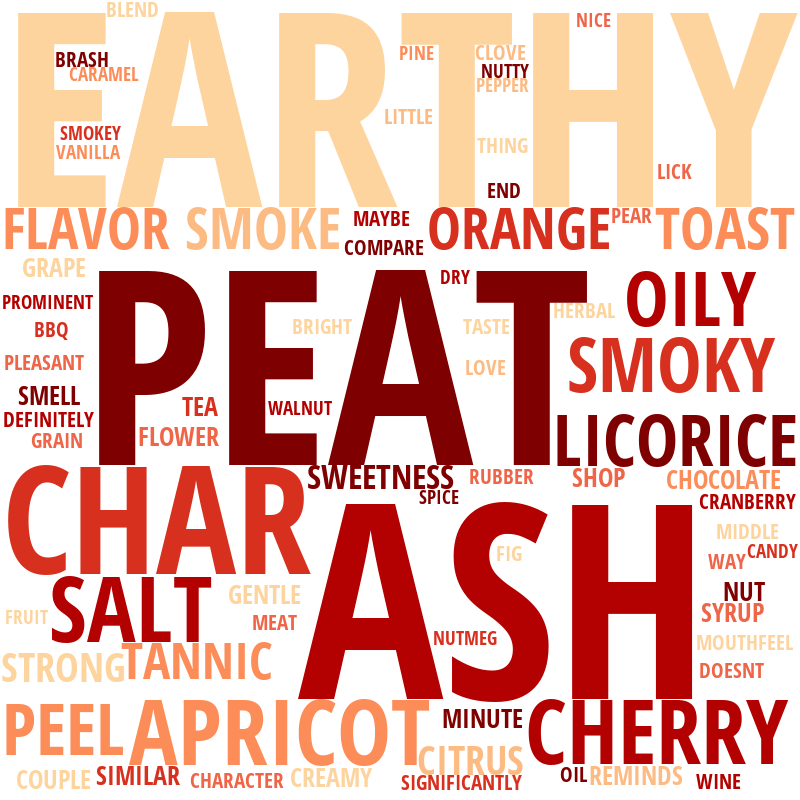 BLEND
NICE
EARTHY
BRASH
PINE
CLOVE
CARAMEL
NUTTY
PEPPER
LITTLE
SMOKEY
VANILLA
THING
LICK
END
FLAVOR
SMOKE
MAYBE
ORANGE
PEAR
TOAST
COMPARE
GRAPE
DRY
PEAT
OILY
PROMINENT
HERBAL
BBQ
BRIGHT
TASTE
PLEASANT
LOVE
SMOKY
SMELL
TEA
WALNUT
DEFINITELY
FLOWER
GRAIN
LICORICE
CHAR
SWEETNESS
RUBBER
SHOP
CHOCOLATE
SPICE
CRANBERRY
ASH
MIDDLE
FIG
CANDY
WAY
SALT
GENTLE
NUT
FRUIT
MEAT
SYRUP
NUTMEG
MOUTHFEEL
STRONG
TANNIC
DOESNT
PEEL
APRICOT
MINUTE
CHERRY
CITRUS
COUPLE
SIMILAR
CHARACTER
CREAMY
SIGNIFICANTLY
OIL
REMINDS
WINE